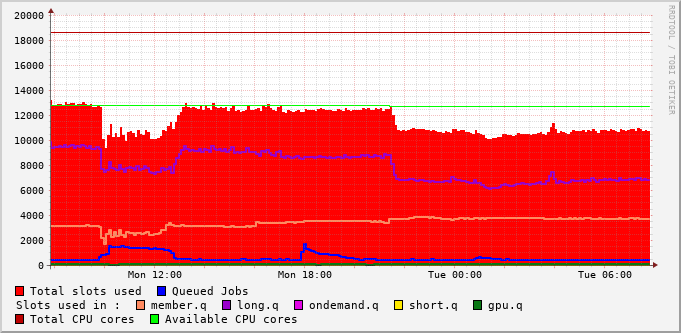 20000
18000
16000
14000
12000
10000
8000
6000
4000
2000
0
Mon 12:00 Mon 18:00 Tue 00:00 Tue 06:00
RRDTOOL / TOBI OETIKER
Total slots used Queued Jobs
Slots used in : member.q long.q ondemand.q short.q gpu.q
Total CPU cores Available CPU cores